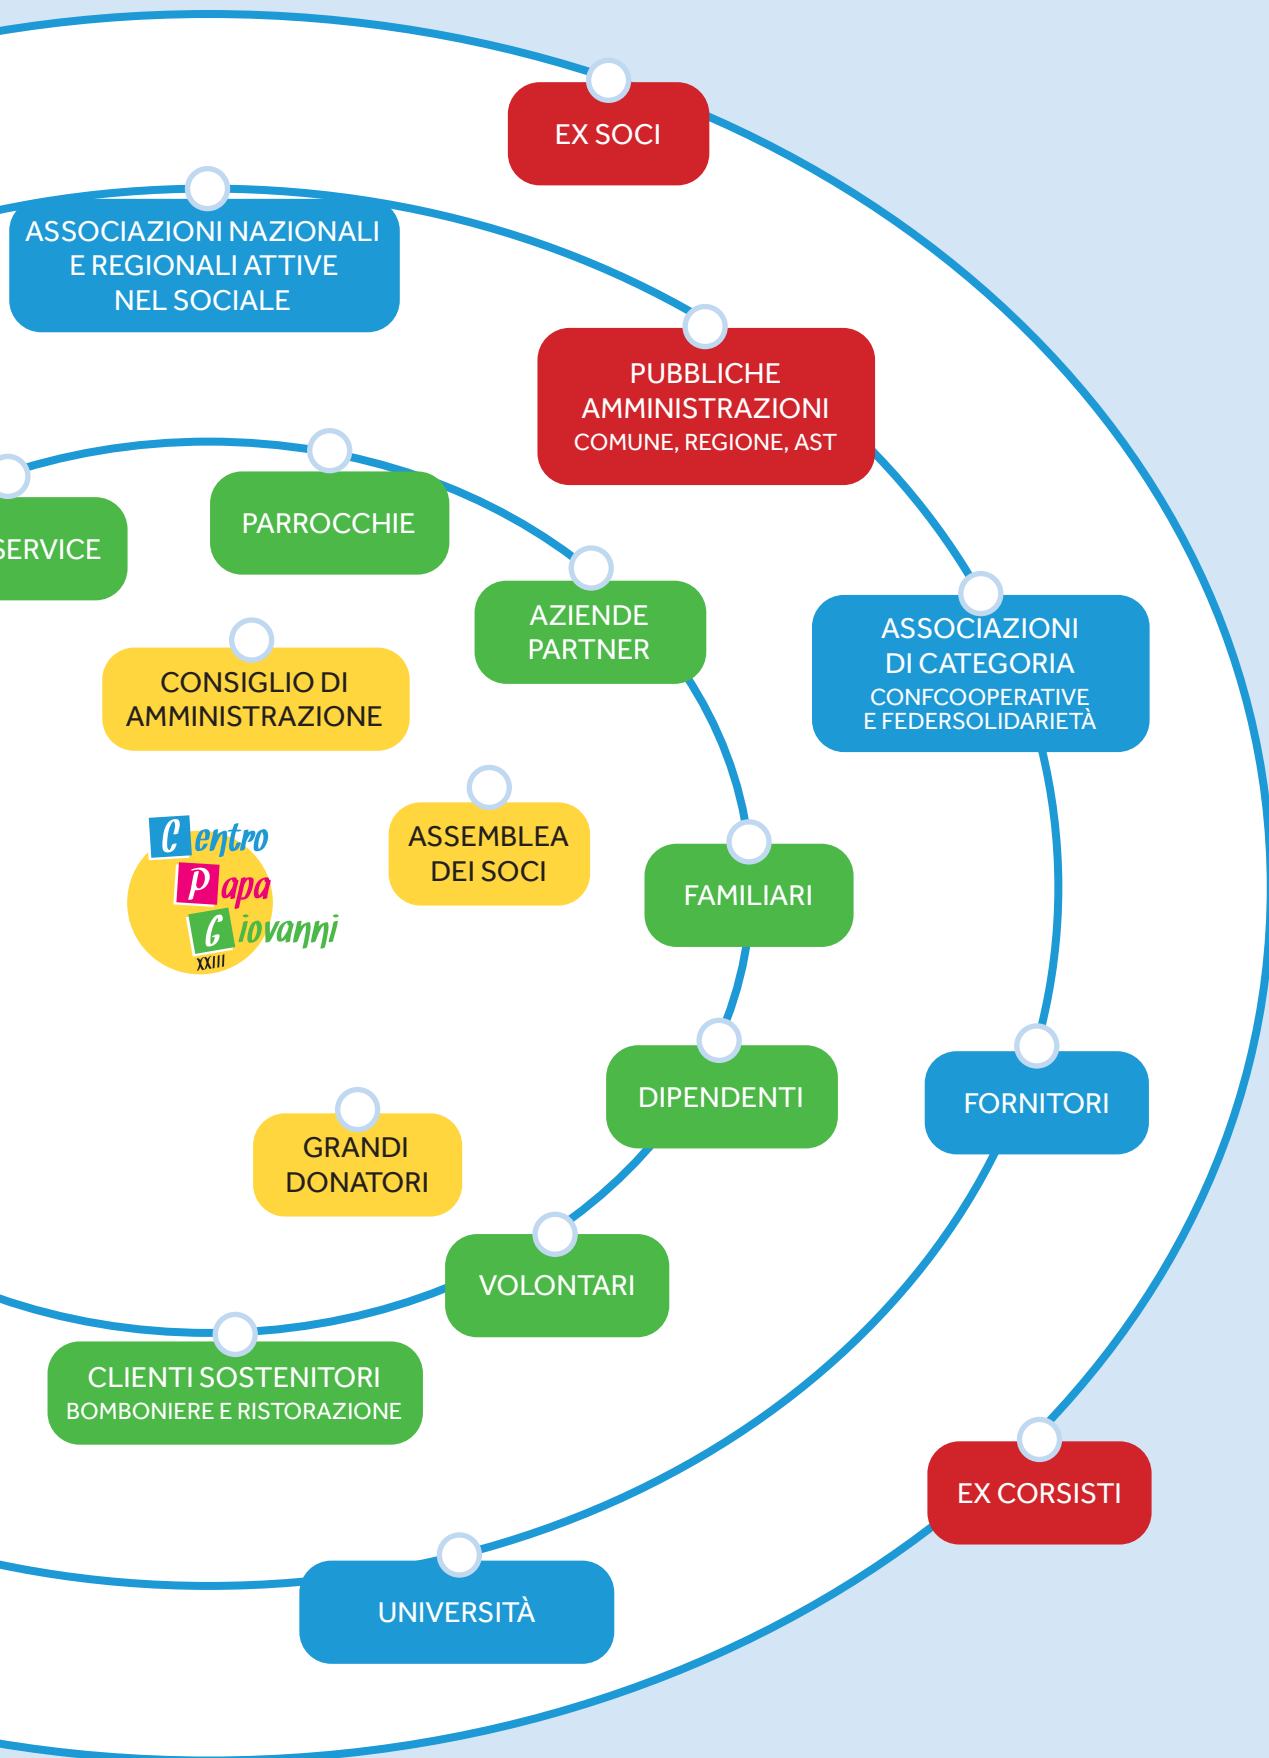 EX SOCI
ASSOCIAZIONI NAZIONALI
E REGIONALI ATTIVE
NEL SOCIALE
PUBBLICHE
AMMINISTRAZIONI
COMUNE, REGIONE, AST
SERVICE
PARROCCHIE
AZIENDE
PARTNER
ASSOCIAZIONI
DI CATEGORIA
CONFCOOPERATIVE
E FEDERSOLIDARIETÀ
CONSIGLIO DI
AMMINISTRAZIONE
ASSEMBLEA
DEI SOCI
Centro
Papa
Giovanni
XXIII
FAMILIARI
DIPENDENTI
FORNITORI
GRANDI
DONATORI
VOLONTARI
CLIENTI SOSTENITORI
BOMBONIERE E RISTORAZIONE
EX CORSISTI
UNIVERSITÀ